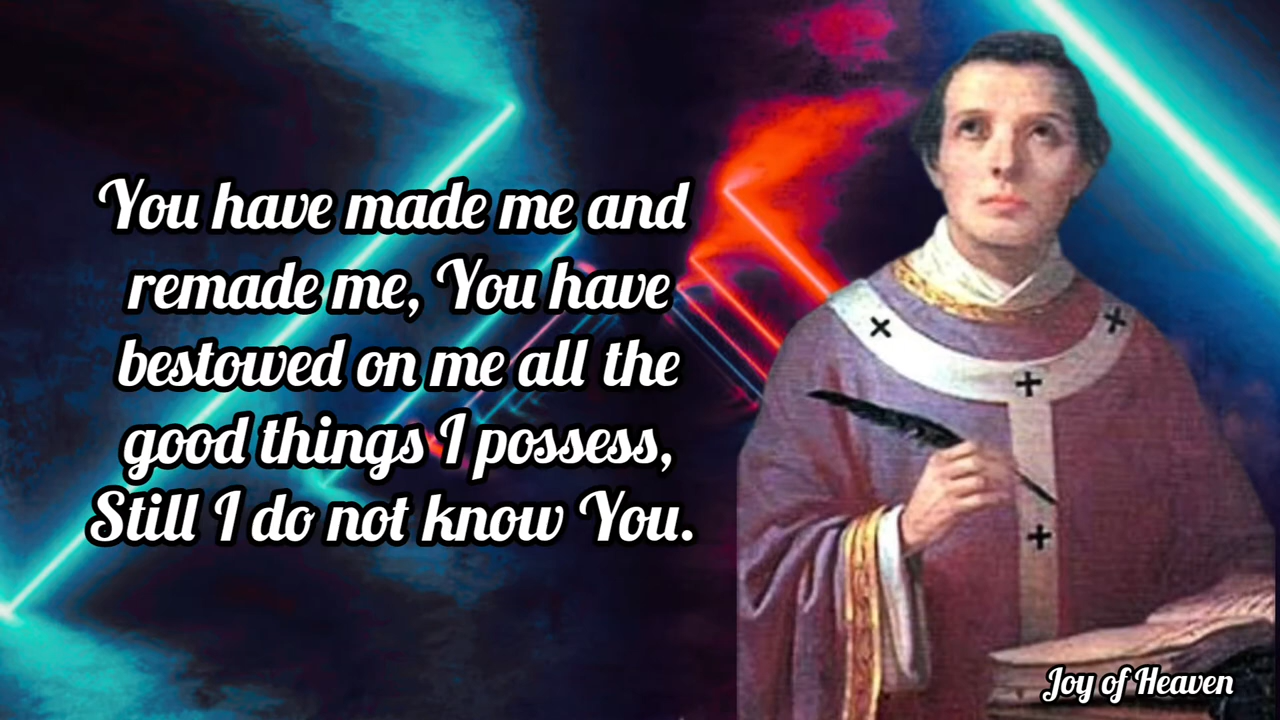 You have made me and
remade me, You have
bestowed on me all the
good things I possess,
Still I do not know You.
Joy of Heaven